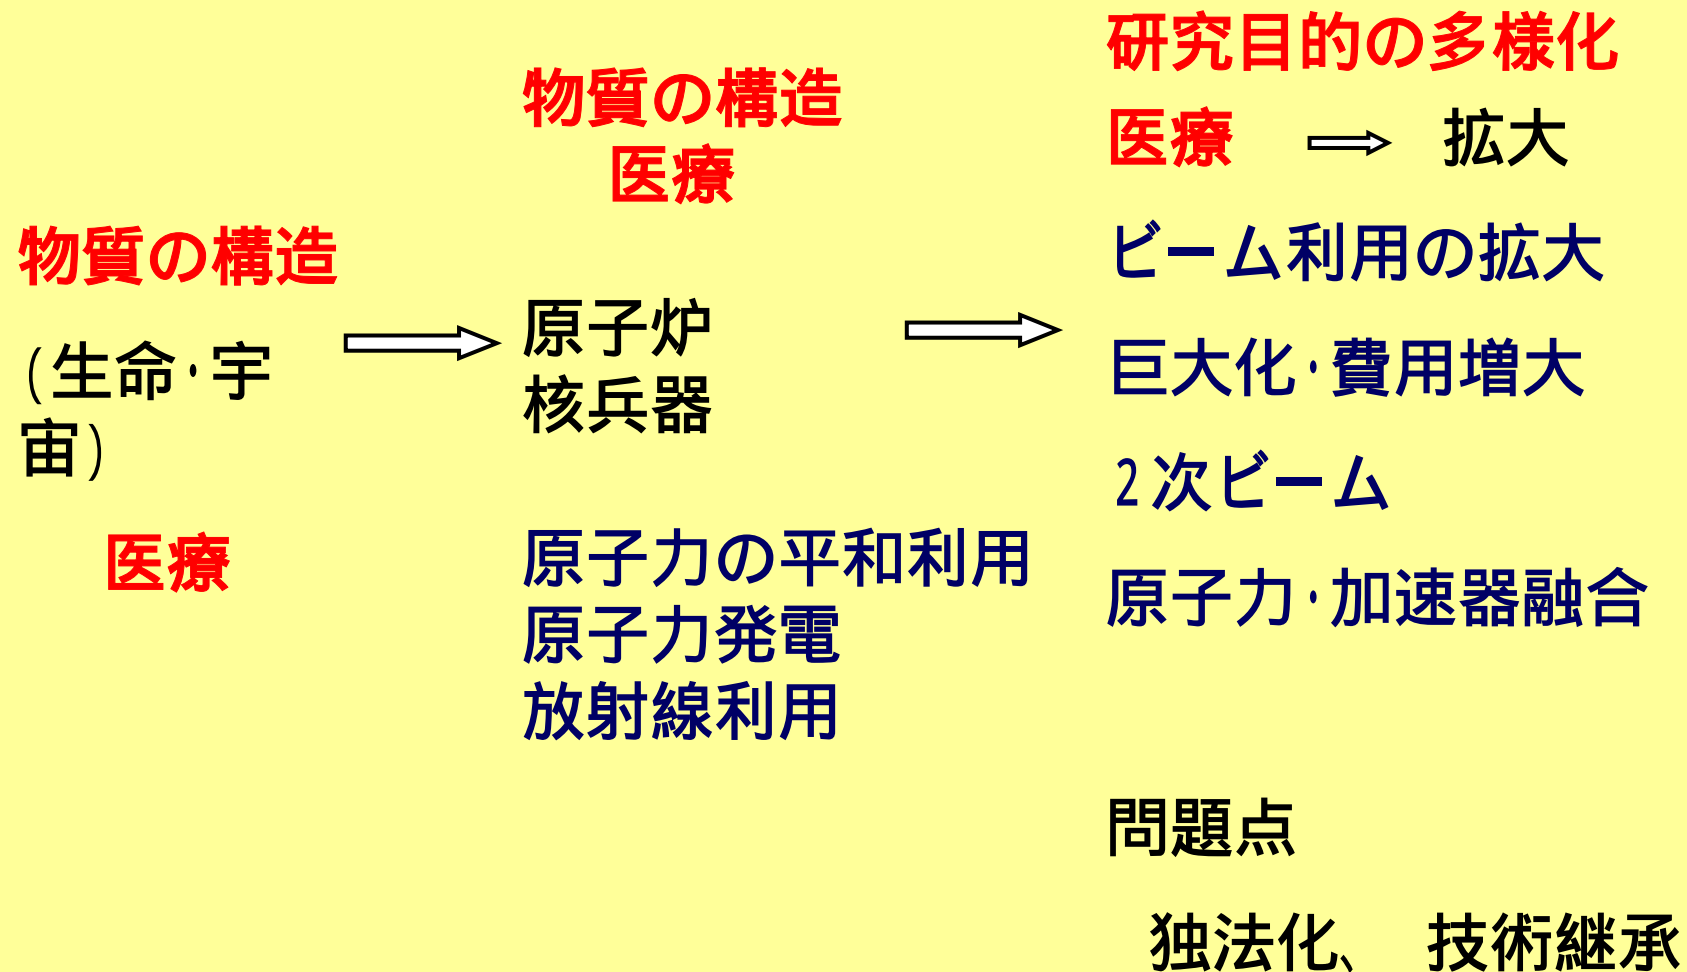 物質の構造
(生命･宇
宙)
医療
物質の構造
医療
原子炉
核兵器
原子力の平和利用
原子力発電
放射線利用
研究目的の多様化
医療 拡大
ビーム利用の拡大
巨大化･費用増大
2次ビーム
原子力･加速器融合
問題点
独法化、 技術継承